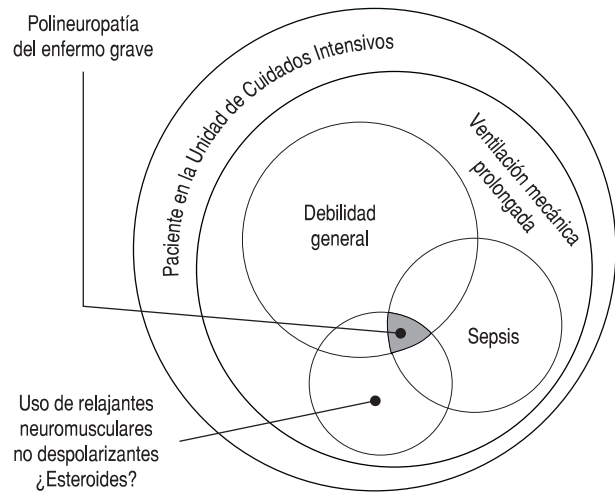 Polineuropatía
del enfermo grave
Paciente en la Unidad de Cuidados Intensivos
Ventilación mecánica
prolongada
Debilidad
general
Sepsis
Uso de relajantes
neuromusculares
no despolarizantes
¿Esteroides?